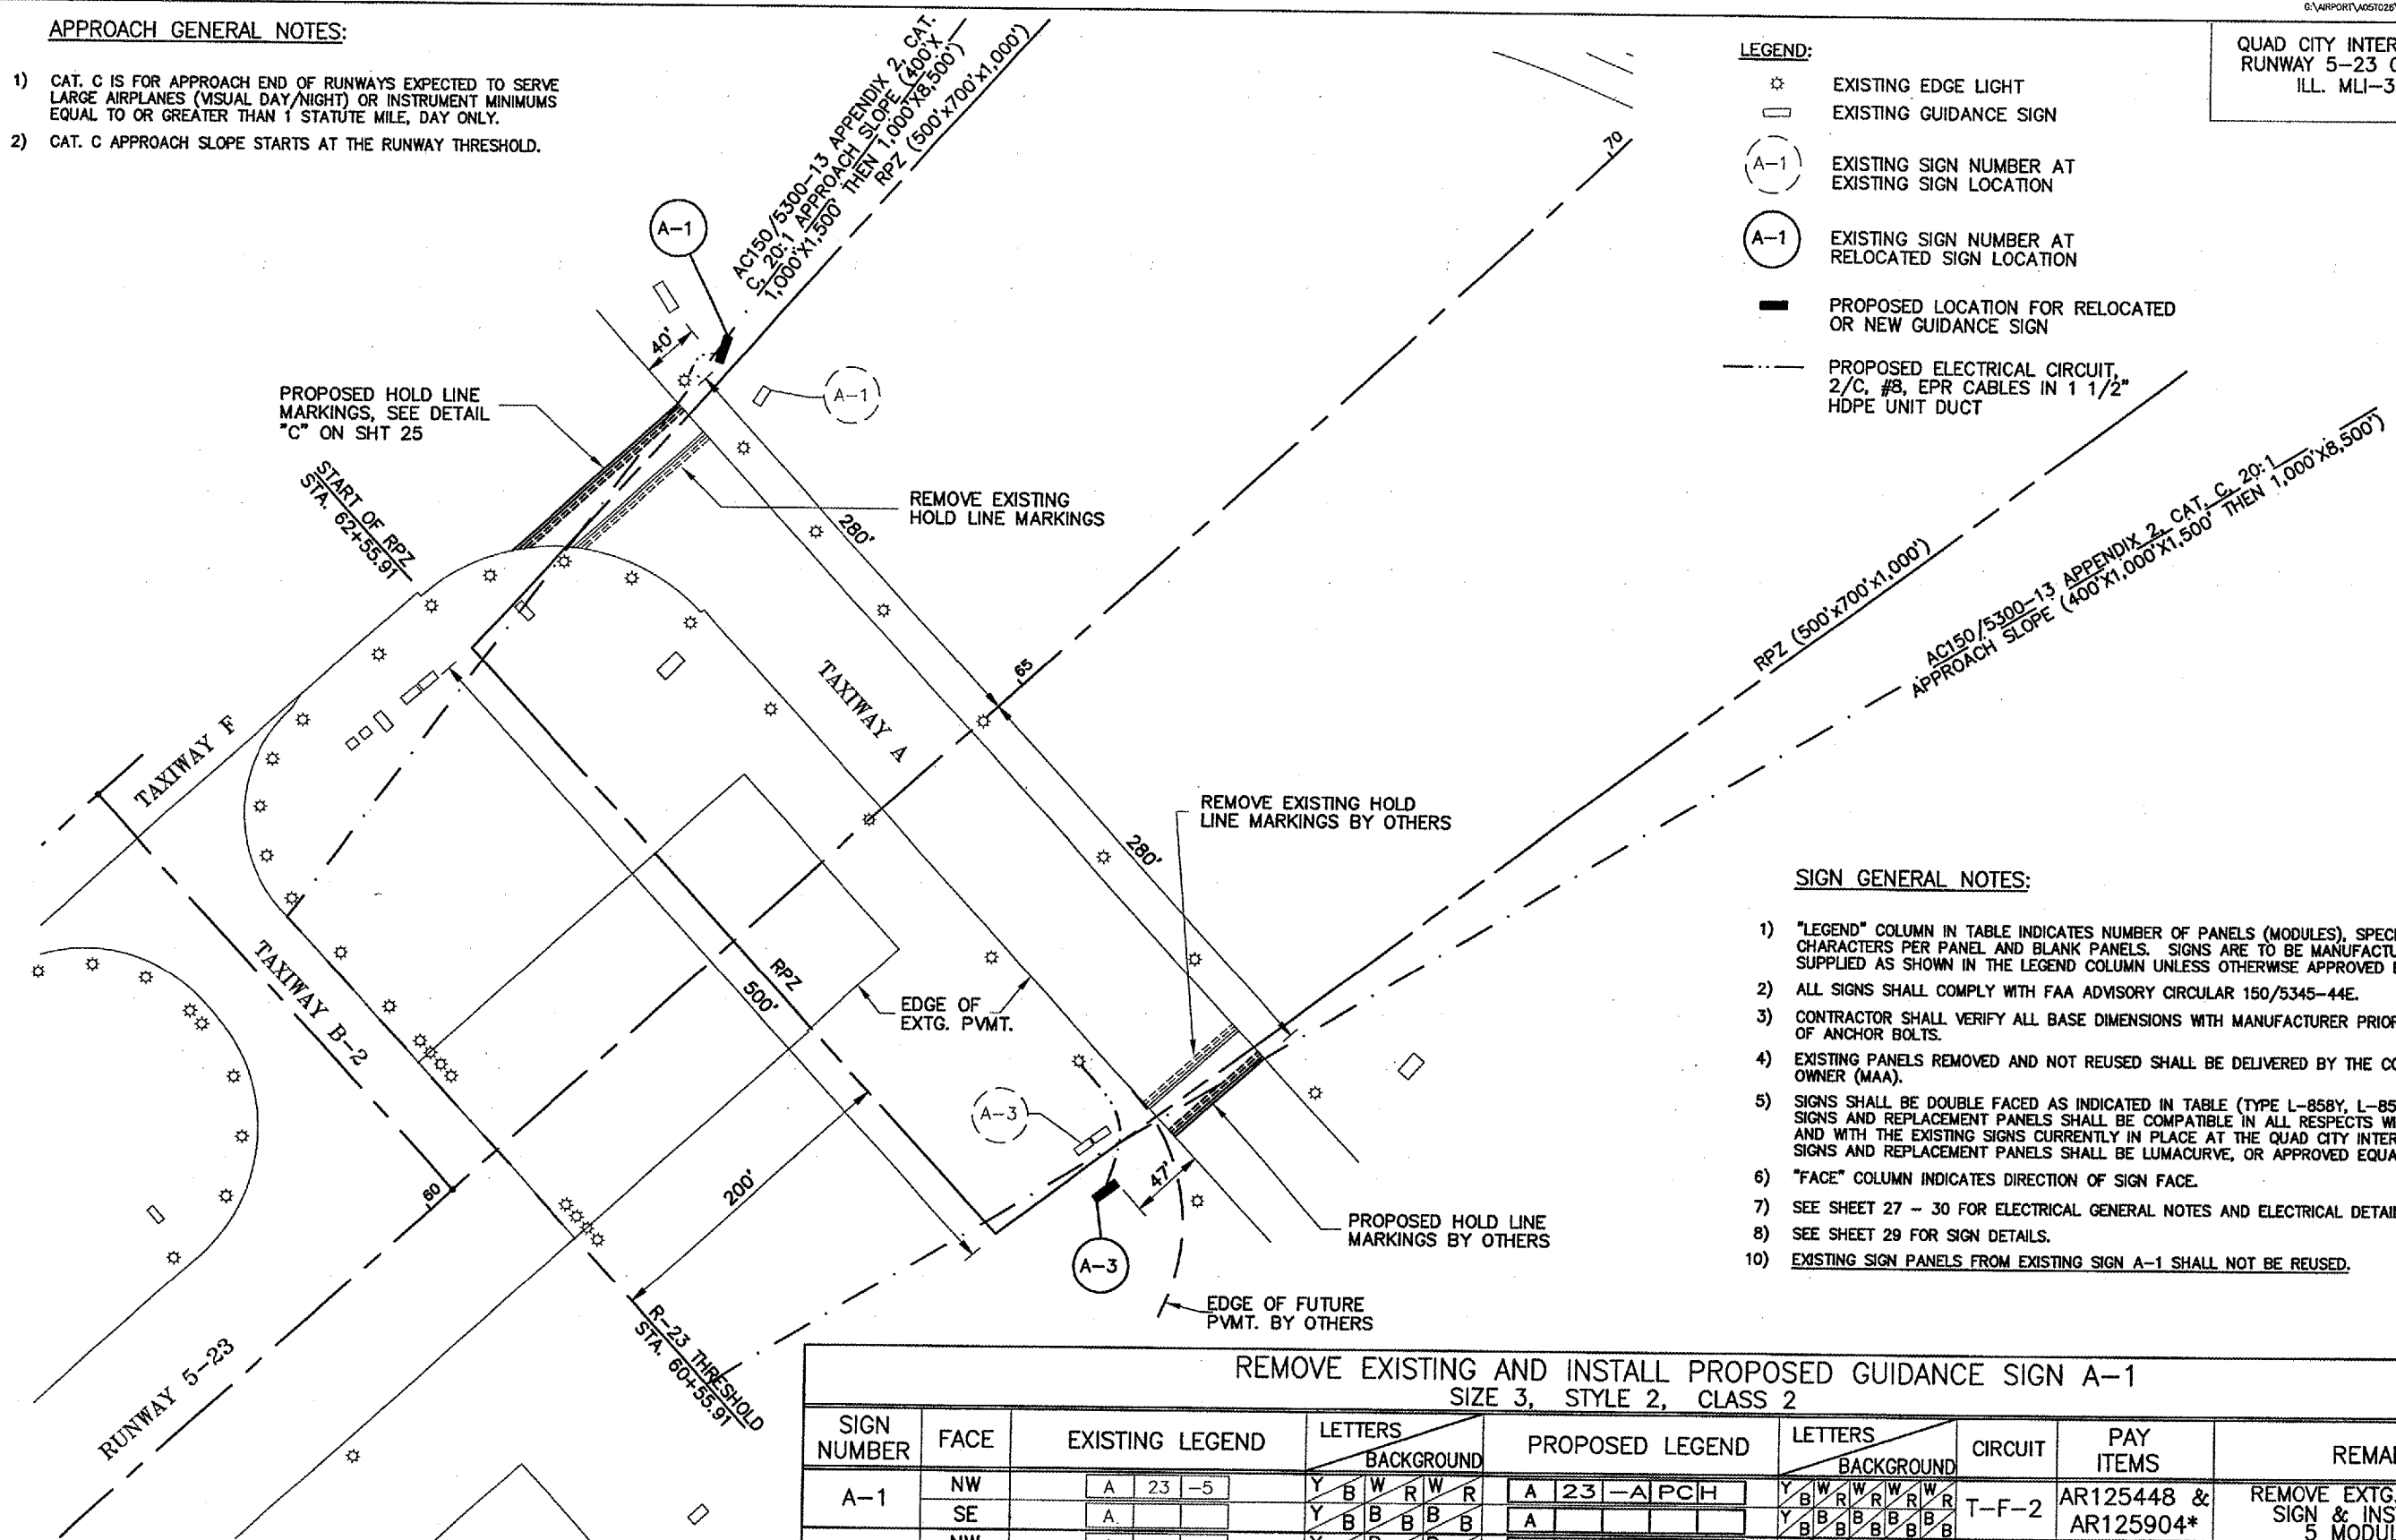 G:\AIRPORT\A05T026\
APPROACH GENERAL NOTES:
1) CAT. C IS FOR APPROACH END OF RUNWAYS EXPECTED TO SERVE
LARGE AIRPLANES (VISUAL DAY/NIGHT) OR INSTRUMENT MINIMUMS
EQUAL TO OR GREATER THAN 1 STATUTE MILE, DAY ONLY.
2) CAT. C APPROACH SLOPE STARTS AT THE RUNWAY THRESHOLD.
AC150/5300-13 APPENDIX 2, CAT.
C, 20:1 APPROACH SLOPE (400'X
1,000'X1,500' THEN 1,000'X8,500')
RPZ (500'x700'x1,000')
LEGEND:
EXISTING EDGE LIGHT
EXISTING GUIDANCE SIGN
A-1
EXISTING SIGN NUMBER AT
EXISTING SIGN LOCATION
A-1
EXISTING SIGN NUMBER AT
RELOCATED SIGN LOCATION
PROPOSED LOCATION FOR RELOCATED
OR NEW GUIDANCE SIGN
PROPOSED ELECTRICAL CIRCUIT,
2/C, #8, EPR CABLES IN 1 1/2"
HDPE UNIT DUCT
QUAD CITY INTER
RUNWAY 5-23
ILL. MLI-3
70
A-1
40'
A-1
PROPOSED HOLD LINE
MARKINGS, SEE DETAIL
"C" ON SHT 25
START OF RPZ
STA. 62+55.91
REMOVE EXISTING
HOLD LINE MARKINGS
280'
65
TAXIWAY A
TAXIWAY F
RPZ (500'x700'x1,000')
AC150/5300-13 APPENDIX 2, CAT. C, 20:1
APPROACH SLOPE (400'X1,000'X1,500' THEN 1,000'X8,500')
REMOVE EXISTING HOLD
LINE MARKINGS BY OTHERS
280'
TAXIWAY B-2
RPZ
500'
EDGE OF
EXTG. PVMT.
A-3
47'
200'
60
A-3
PROPOSED HOLD LINE
MARKINGS BY OTHERS
EDGE OF FUTURE
PVMT. BY OTHERS
R-23 THRESHOLD
STA. 60+55.91
RUNWAY 5-23
SIGN GENERAL NOTES:
1) "LEGEND" COLUMN IN TABLE INDICATES NUMBER OF PANELS (MODULES), SPECI
CHARACTERS PER PANEL AND BLANK PANELS. SIGNS ARE TO BE MANUFACTU
SUPPLIED AS SHOWN IN THE LEGEND COLUMN UNLESS OTHERWISE APPROVED
2) ALL SIGNS SHALL COMPLY WITH FAA ADVISORY CIRCULAR 150/5345-44E.
3) CONTRACTOR SHALL VERIFY ALL BASE DIMENSIONS WITH MANUFACTURER PRIOR
OF ANCHOR BOLTS.
4) EXISTING PANELS REMOVED AND NOT REUSED SHALL BE DELIVERED BY THE CO
OWNER (MAA).
5) SIGNS SHALL BE DOUBLE FACED AS INDICATED IN TABLE (TYPE L-858Y, L-85
SIGNS AND REPLACEMENT PANELS SHALL BE COMPATIBLE IN ALL RESPECTS WI
AND WITH THE EXISTING SIGNS CURRENTLY IN PLACE AT THE QUAD CITY INTER
SIGNS AND REPLACEMENT PANELS SHALL BE LUMACURVE, OR APPROVED EQUA
6) "FACE" COLUMN INDICATES DIRECTION OF SIGN FACE.
7) SEE SHEET 27 - 30 FOR ELECTRICAL GENERAL NOTES AND ELECTRICAL DETAI
8) SEE SHEET 29 FOR SIGN DETAILS.
10) EXISTING SIGN PANELS FROM EXISTING SIGN A-1 SHALL NOT BE REUSED.
REMOVE EXISTING AND INSTALL PROPOSED GUIDANCE SIGN A-1
SIZE 3, STYLE 2, CLASS 2
SIGN NUMBER FACE EXISTING LEGEND LETTERS BACKGROUND PROPOSED LEGEND LETTERS BACKGROUND CIRCUIT PAY ITEMS REMA
A-1 NW A 23 -5 Y B W R W R A 23 -A PC H Y B W R W R W R W R T-F-2 AR125448 & AR125904* REMOVE EXTG. SIGN & INS 5 MODU
SE A Y B B B B B A Y B B B B B B B B B
NW